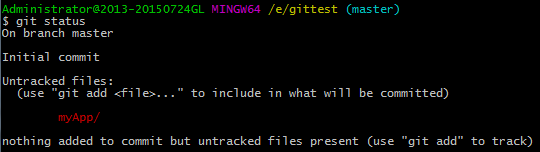 Administrator@2013-20150724GL MINGW64 /e/gittest (master)
$ git status
On branch master
Initial commit
Untracked files:
  (use "git add <file>..." to include in what will be committed)
        myApp/
nothing added to commit but untracked files present (use "git add" to track)